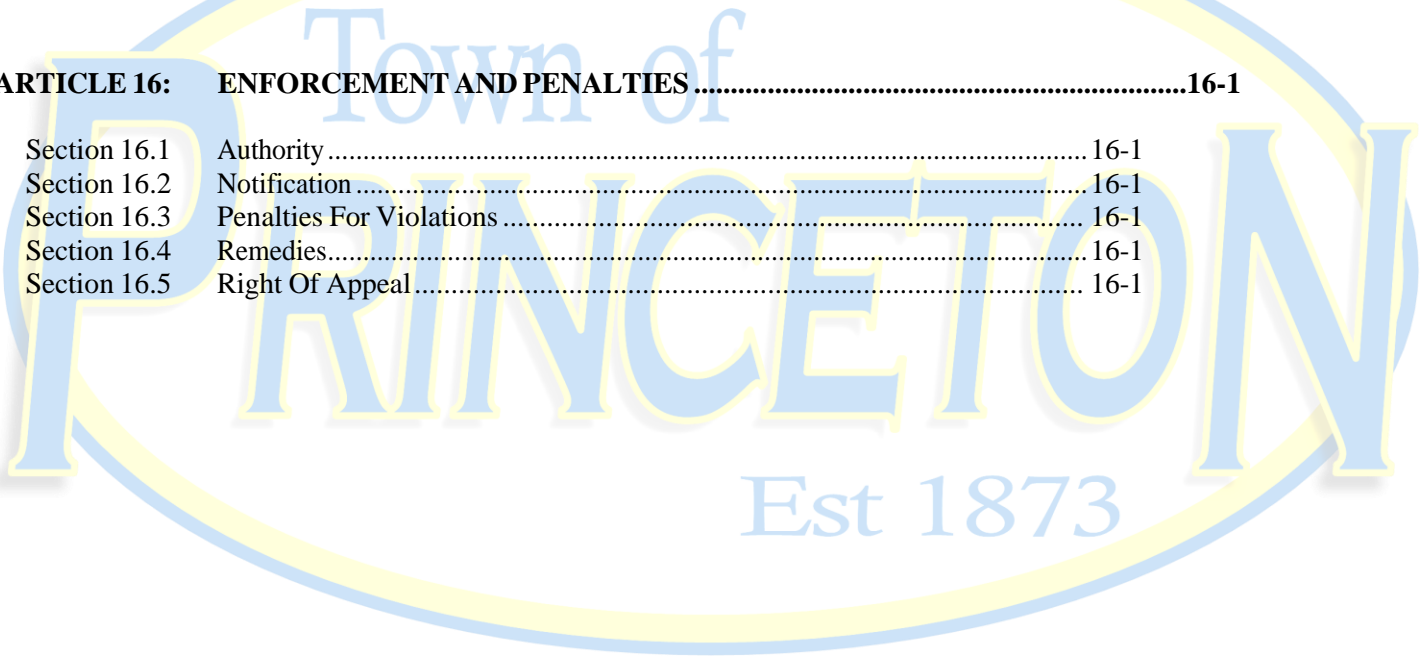 Town of
ARTICLE 16: ENFORCEMENT AND PENALTIES ....................................................................16-1
Section 16.1 Authority ........................................................................................ 16-1
Section 16.2 Notification ..................................................................................... 16-1
Section 16.3 Penalties For Violations .................................................................... 16-1
Section 16.4 Remedies......................................................................................... 16-1
Section 16.5 Right Of Appeal .............................................................................. 16-1
PRINCETON
Est 1873